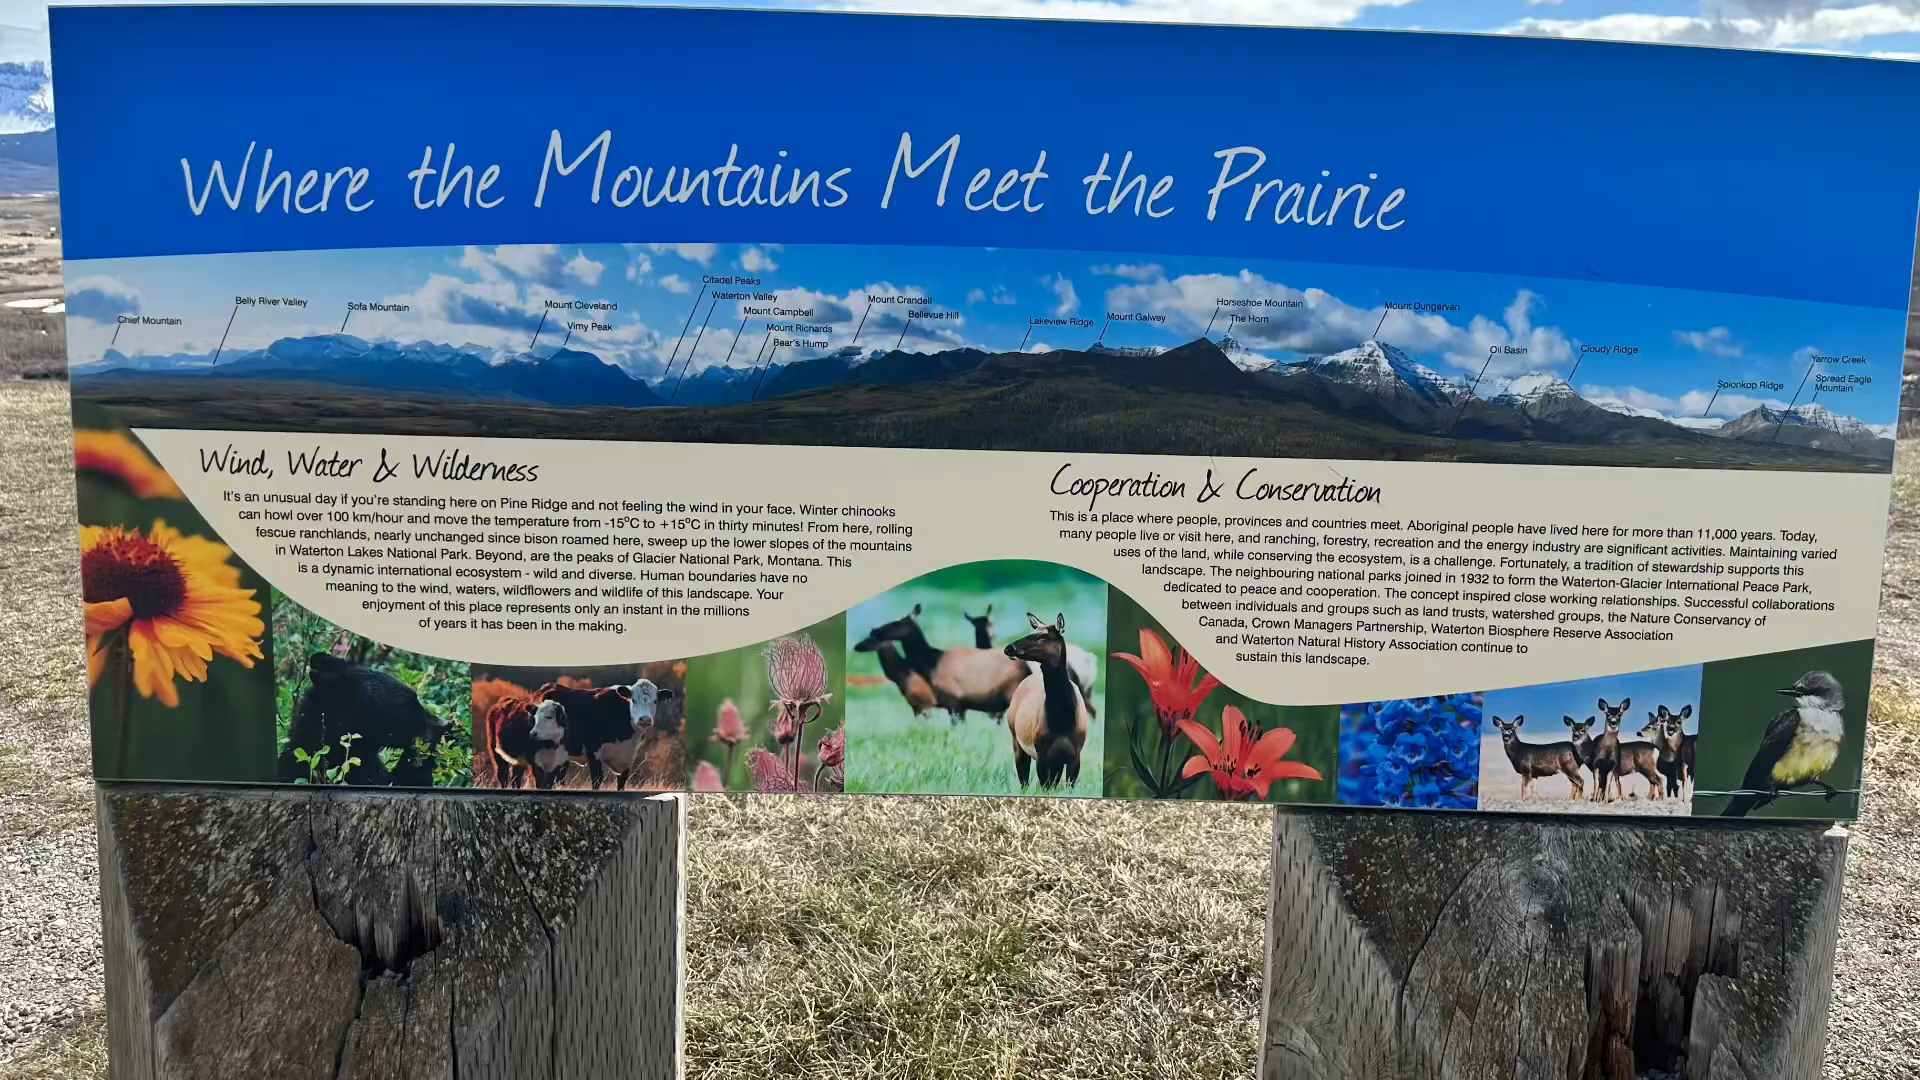 Where the Mountains Meet the Prairie
Chief Mountain
Belly River Valley
Sofa Mountain
Mount Cleveland
Vimy Peak
Citadel Peaks
Waterton Valley
Mount Campbell
Mount Richards
Bear's Hump
Mount Crandell
Bellevue Hill
Lakeview Ridge
Mount Galwey
Horseshoe Mountain
The Horn
Mount Dungarvan
Oil Basin
Cloudy Ridge
Spionkop Ridge
Yarrow Creek
Spread Eagle
Mountain
Wind, Water & Wilderness
It's an unusual day if you're standing here on Pine Ridge and not feeling the wind in your face. Winter chinooks
can howl over 100 km/hour and move the temperature from -15°C to +15°C in thirty minutes! From here, rolling
fescue ranchlands, nearly unchanged since bison roamed here, sweep up the lower slopes of the mountains
in Waterton Lakes National Park. Beyond, are the peaks of Glacier National Park, Montana. This
is a dynamic international ecosystem - wild and diverse. Human boundaries have no
meaning to the wind, waters, wildflowers and wildlife of this landscape. Your
enjoyment of this place represents only an instant in the millions
of years it has been in the making.
Cooperation & Conservation
This is a place where people, provinces and countries meet. Aboriginal people have lived here for more than 11,000 years. Today,
many people live or visit here, and ranching, forestry, recreation and the energy industry are significant activities. Maintaining varied
uses of the land, while conserving the ecosystem, is a challenge. Fortunately, a tradition of stewardship supports this
landscape. The neighbouring national parks joined in 1932 to form the Waterton-Glacier International Peace Park,
dedicated to peace and cooperation. The concept inspired close working relationships. Successful collaborations
between individuals and groups such as land trusts, watershed groups, the Nature Conservancy of
Canada, Crown Managers Partnership, Waterton Biosphere Reserve Association
and Waterton Natural History Association continue to
sustain this landscape.